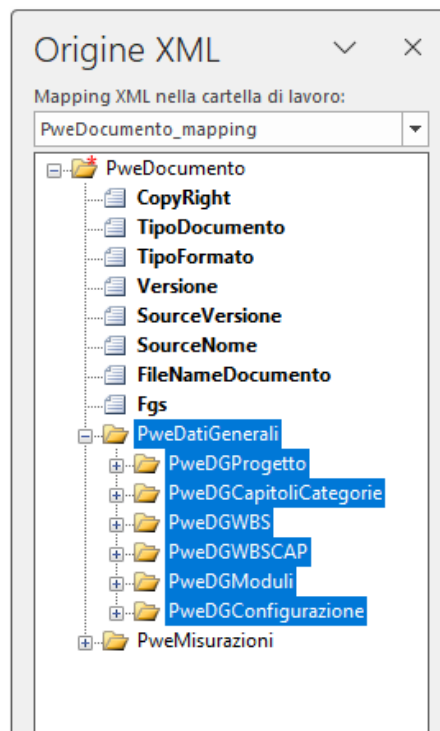 Origine XML
Mapping XML nella cartella di lavoro:
PweDocumento_mapping
PweDocumento
CopyRight
TipoDocumento
TipoFormato
Versione
SourceVersione
SourceNome
FileNameDocumento
Fgs
PweDatiGenerali
PweDGProgetto
PweDGCapitoliCategorie
PweDGWBS
PweDGWBSCAP
PweDGModuli
PweDGConfigurazione
PweMisurazioni